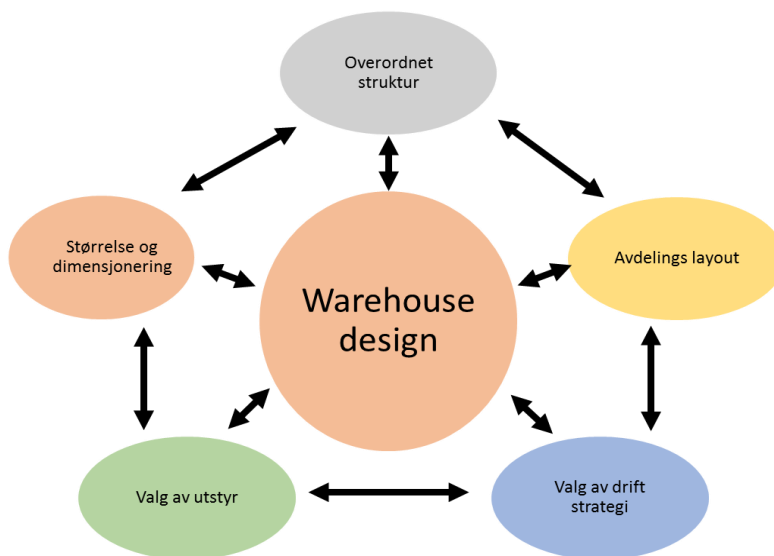 Overordnet
struktur
Størrelse og
dimensjonering
Avdelings layout
Warehouse
design
Valg av utstyr
Valg av drift
strategi